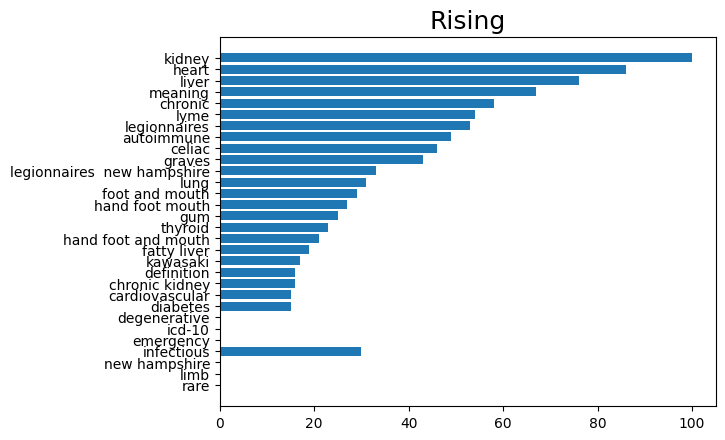 Rising
kidney
heart
liver
meaning
chronic
lyme
legionnaires
autoimmune
celiac
graves
legionnaires  new hampshire
lung
foot and mouth
hand foot mouth
gum
thyroid
hand foot and mouth
fatty liver
kawasaki
definition
chronic kidney
cardiovascular
diabetes
degenerative
icd-10
emergency
infectious
new hampshire
limb
rare
0 20 40 60 80 100